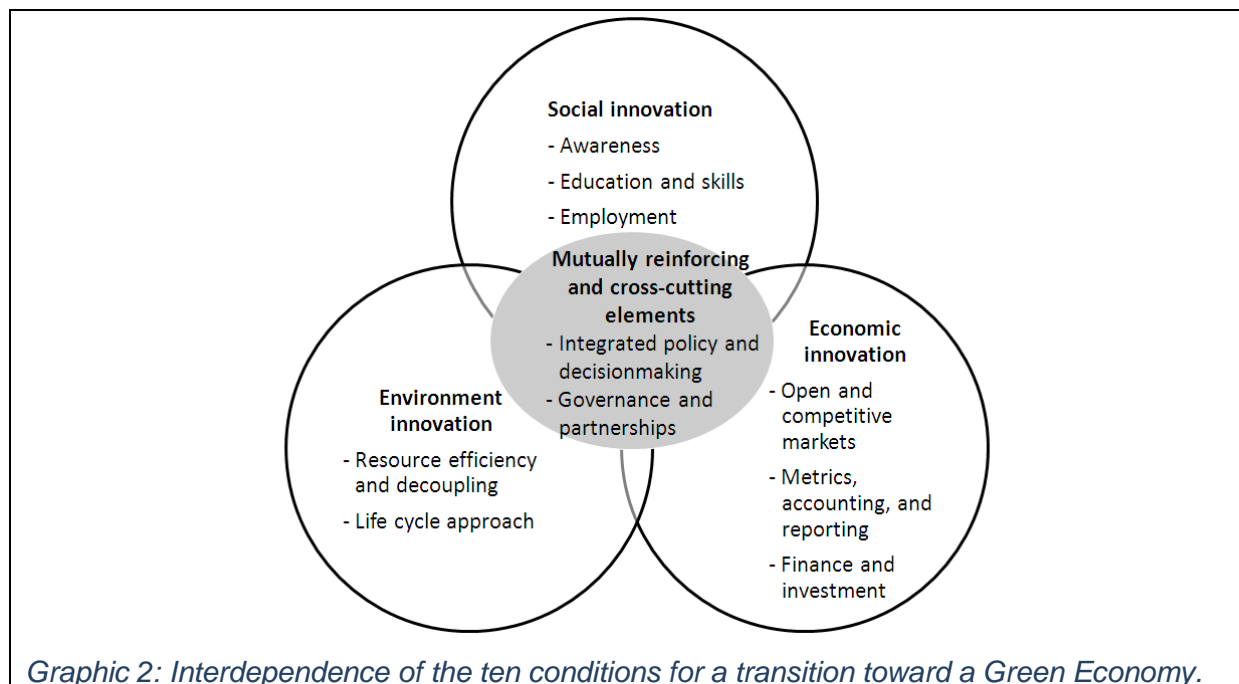 Social innovation
- Awareness
- Education and skills
- Employment
Mutually reinforcing
and cross-cutting
elements
- Integrated policy and
decisionmaking
- Governance and
partnerships
Environment
innovation
- Resource efficiency
and decoupling
- Life cycle approach
Economic
innovation
- Open and
competitive
markets
- Metrics,
accounting, and
reporting
- Finance and
investment
Graphic 2: Interdependence of the ten conditions for a transition toward a Green Economy.